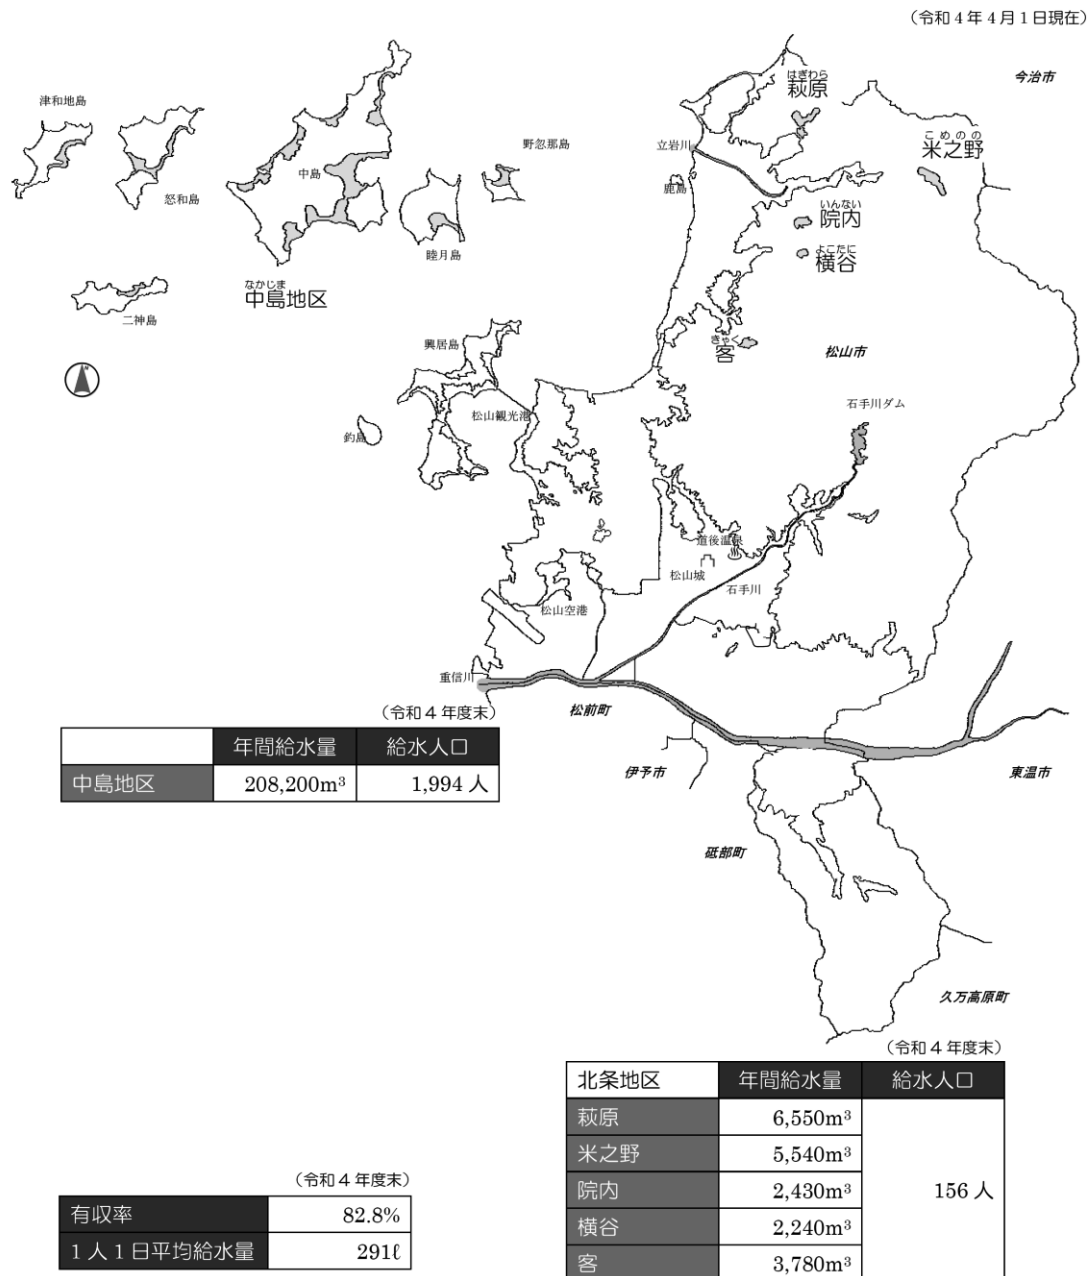 （令和４年４月１日現在）
今治市
はぎわら
萩原
津和地島
こめのの
米之野
立岩川
野忽那島
中島
鹿島
怒和島
いんない
院内
よこたに
横谷
睦月島
なかじま
中島地区
二神島
興居島
きゃく
客
松山市
石手川ダム
松山観光港
釣島
道後温泉
松山城
石手川
松山空港
重信川
松前町
（令和４年度末）
年間給水量 給水人口
中島地区 208,200m³ 1,994 人
伊予市
東温市
砥部町
久万高原町
（令和４年度末）
北条地区 年間給水量 給水人口
萩原 6,550m³
米之野 5,540m³
院内 2,430m³ 156 人
横谷 2,240m³
客 3,780m³
（令和４年度末）
有収率 82.8%
１人１日平均給水量 291ℓ